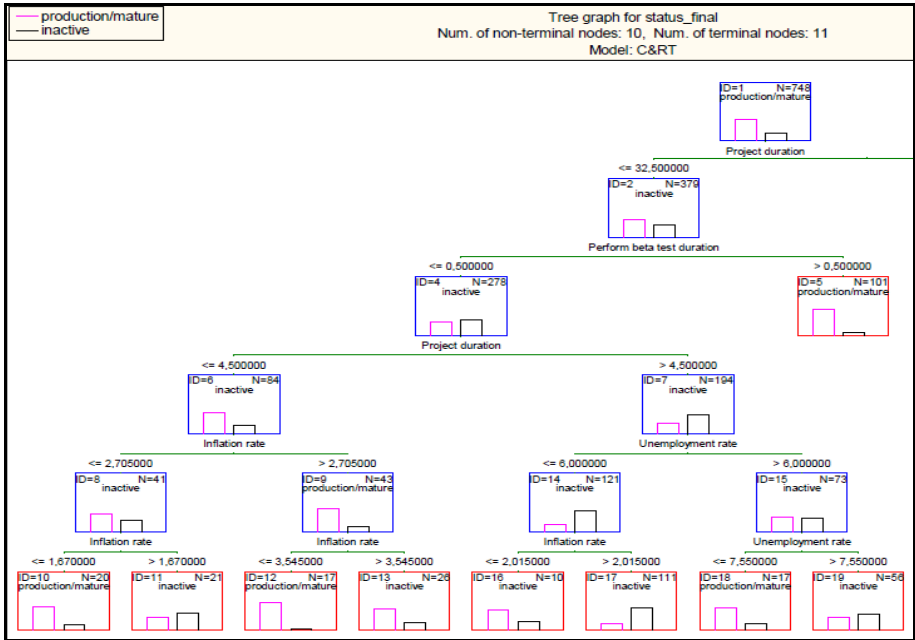 production/mature
inactive
Tree graph for status_final
Num. of non-terminal nodes: 10, Num. of terminal nodes: 11
Model: C&RT
ID=1 N=748
production/mature
Project duration
<= 32,500000
ID=2 N=379
inactive
Perform beta test duration
<= 0,500000 > 0,500000
ID=4 N=278 ID=5 N=101
inactive production/mature
Project duration
<= 4,500000 > 4,500000
ID=6 N=84 ID=7 N=194
inactive inactive
Inflation rate Unemployment rate
<= 2,705000 > 2,705000 <= 6,000000 > 6,000000
ID=8 N=41 ID=9 N=43 ID=14 N=121 ID=15 N=73
inactive production/mature inactive inactive
Inflation rate Inflation rate Inflation rate Unemployment rate
<= 1,670000 > 1,670000 <= 3,545000 > 3,545000 <= 2,015000 > 2,015000 <= 7,550000 > 7,550000
ID=10 N=20 ID=11 N=21 ID=12 N=17 ID=13 N=26 ID=16 N=10 ID=17 N=111 ID=18 N=17 ID=19 N=56
production/mature inactive production/mature inactive inactive inactive production/mature inactive